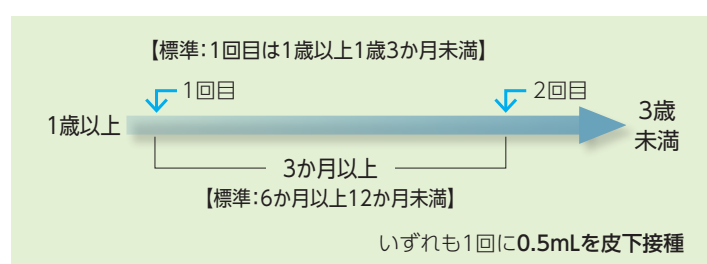 【標準:1回目は1歳以上1歳3か月未満】
1回目
2回目
1歳以上
3歳
未満
3か月以上
【標準:6か月以上12か月未満】
いずれも1回に0.5mLを皮下接種